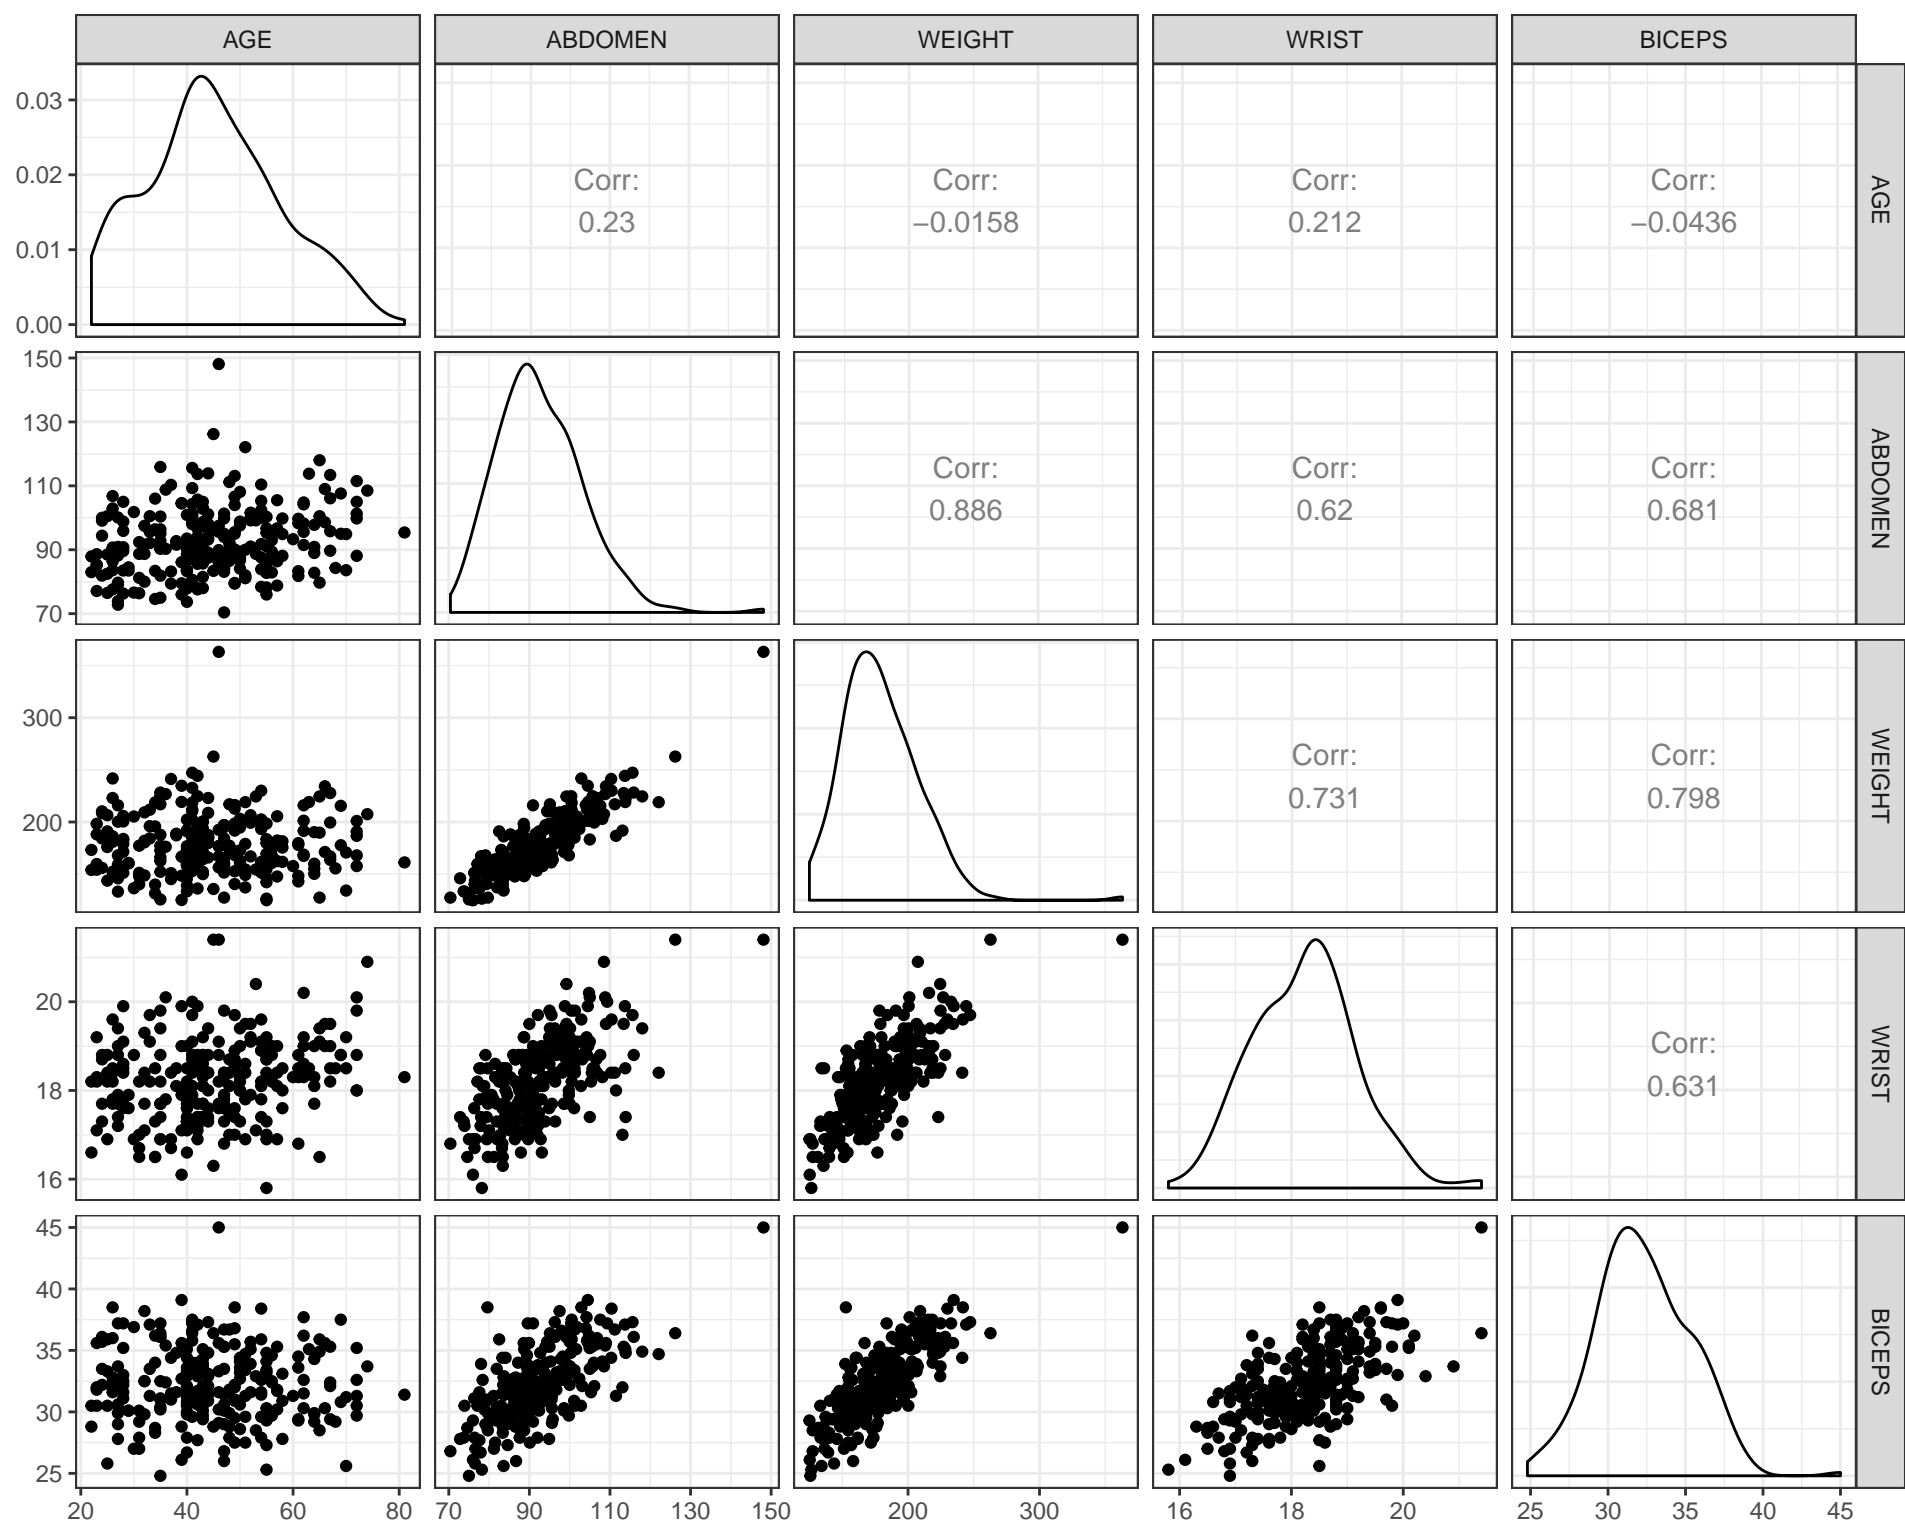 AGE
ABDOMEN
WEIGHT
WRIST
BICEPS
0.03
0.02
0.01
0.00
Corr:
0.23
Corr:
−0.0158
Corr:
0.212
Corr:
−0.0436
AGE
150
130
110
90
70
Corr:
0.886
Corr:
0.62
Corr:
0.681
ABDOMEN
300
200
Corr:
0.731
Corr:
0.798
WEIGHT
20
18
16
Corr:
0.631
WRIST
45
40
35
30
25
BICEPS
20 40 60 80
70 90 110 130 150
200 300
16 18 20
25 30 35 40 45